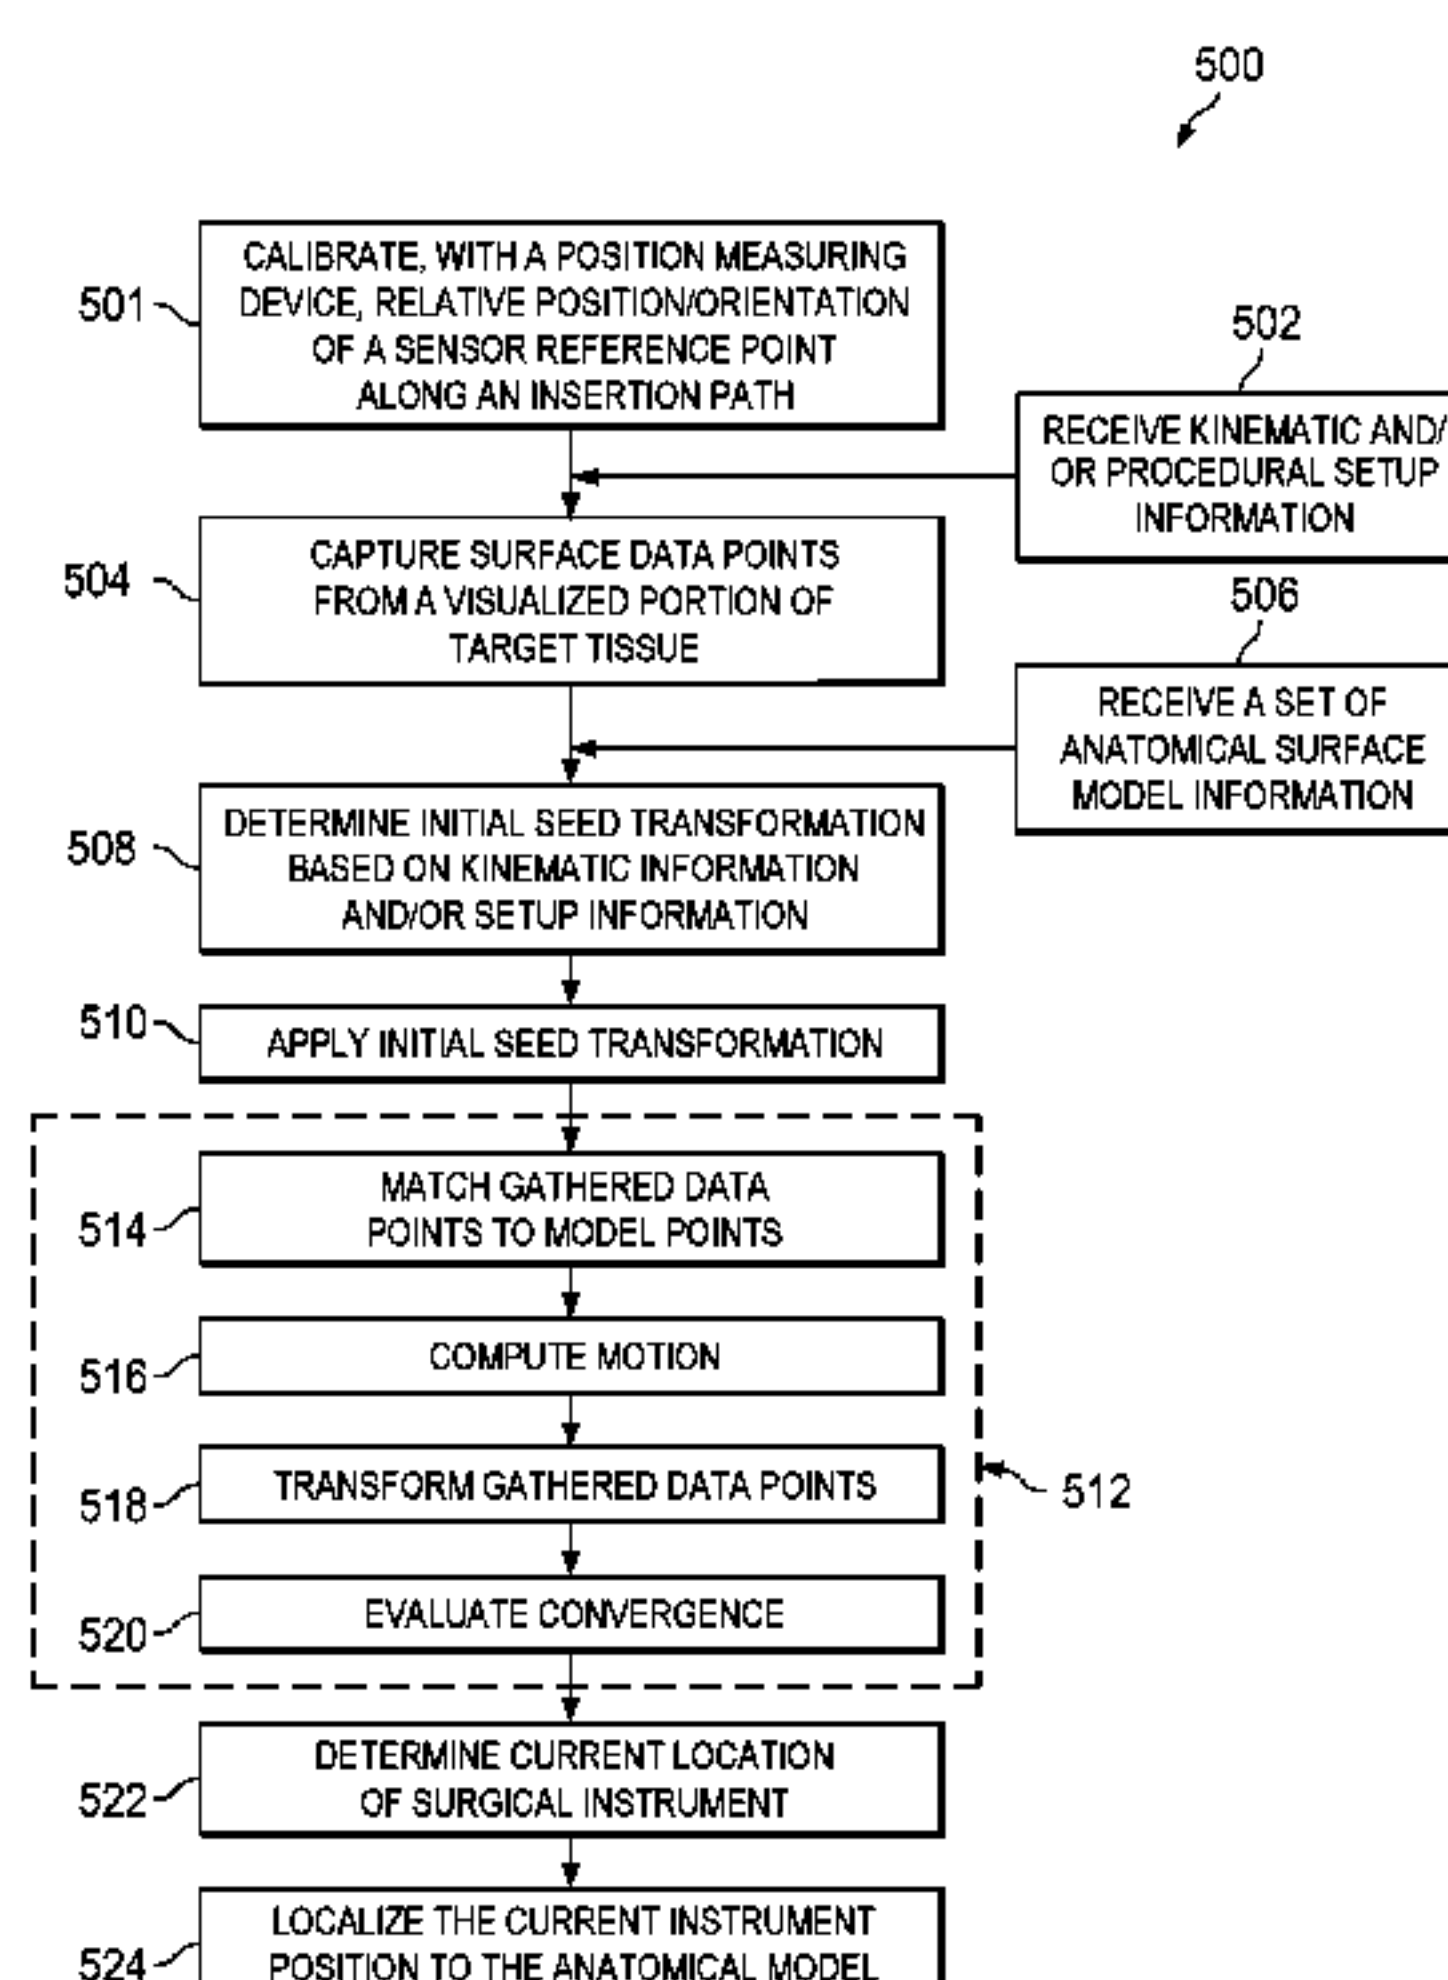 500
501
CALIBRATE, WITH A POSITION MEASURING
DEVICE, RELATIVE POSITION/ORIENTATION
OF A SENSOR REFERENCE POINT
ALONG AN INSERTION PATH
502
RECEIVE KINEMATIC AND/
OR PROCEDURAL SETUP
INFORMATION
504
CAPTURE SURFACE DATA POINTS
FROM A VISUALIZED PORTION OF
TARGET TISSUE
506
RECEIVE A SET OF
ANATOMICAL SURFACE
MODEL INFORMATION
508
DETERMINE INITIAL SEED TRANSFORMATION
BASED ON KINEMATIC INFORMATION
AND/OR SETUP INFORMATION
510
APPLY INITIAL SEED TRANSFORMATION
514
MATCH GATHERED DATA
POINTS TO MODEL POINTS
516
COMPUTE MOTION
518
TRANSFORM GATHERED DATA POINTS
512
520
EVALUATE CONVERGENCE
522
DETERMINE CURRENT LOCATION
OF SURGICAL INSTRUMENT
524
LOCALIZE THE CURRENT INSTRUMENT
POSITION TO THE ANATOMICAL MODEL